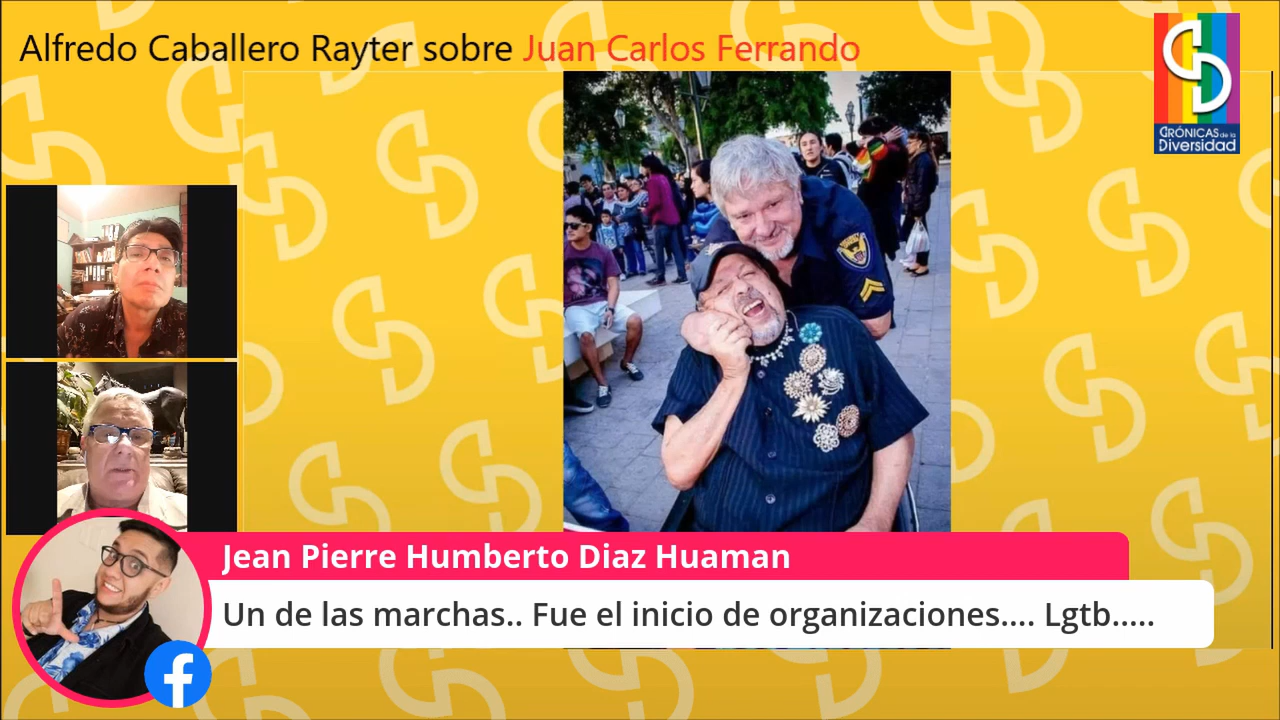 Alfredo Caballero Rayter sobre Juan Carlos Ferrando
CRÓNICAS de la
Diversidad
Jean Pierre Humberto Diaz Huaman
Un de las marchas.. Fue el inicio de organizaciones.... Lgtb.....